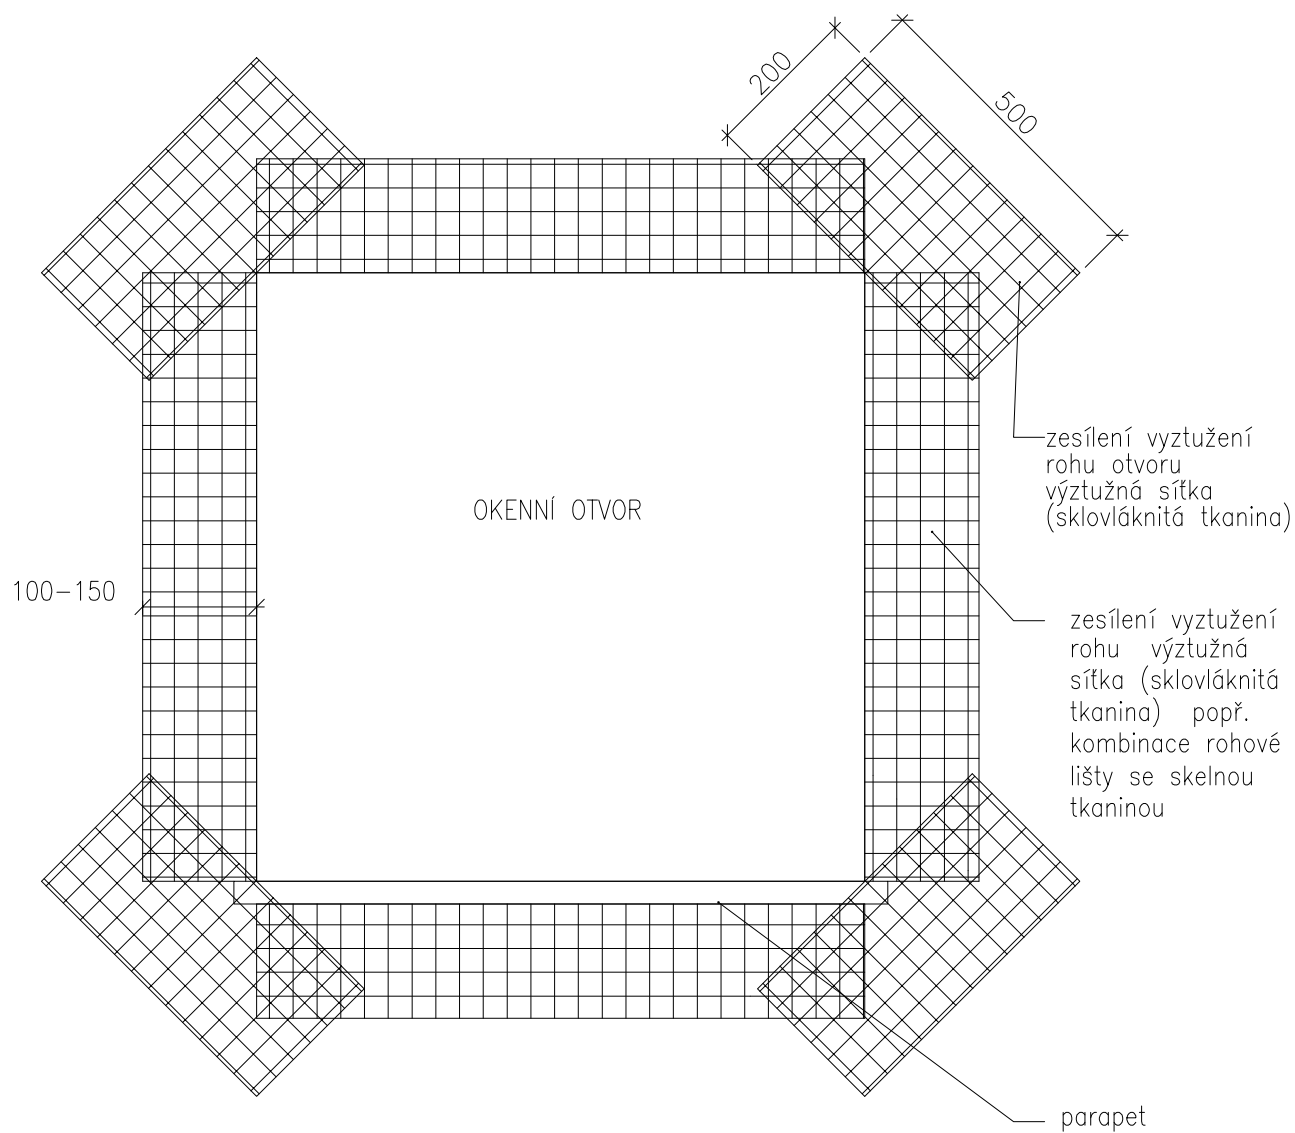 200
500
zesílení vyztužení
rohu otvoru
výztužná síťka
(sklovláknitá tkanina)
OKENNÍ OTVOR
100-150
zesílení vyztužení
rohu výztužná
síťka (sklovláknitá
tkanina) popř.
kombinace rohové
lišty se skelnou
tkaninou
parapet